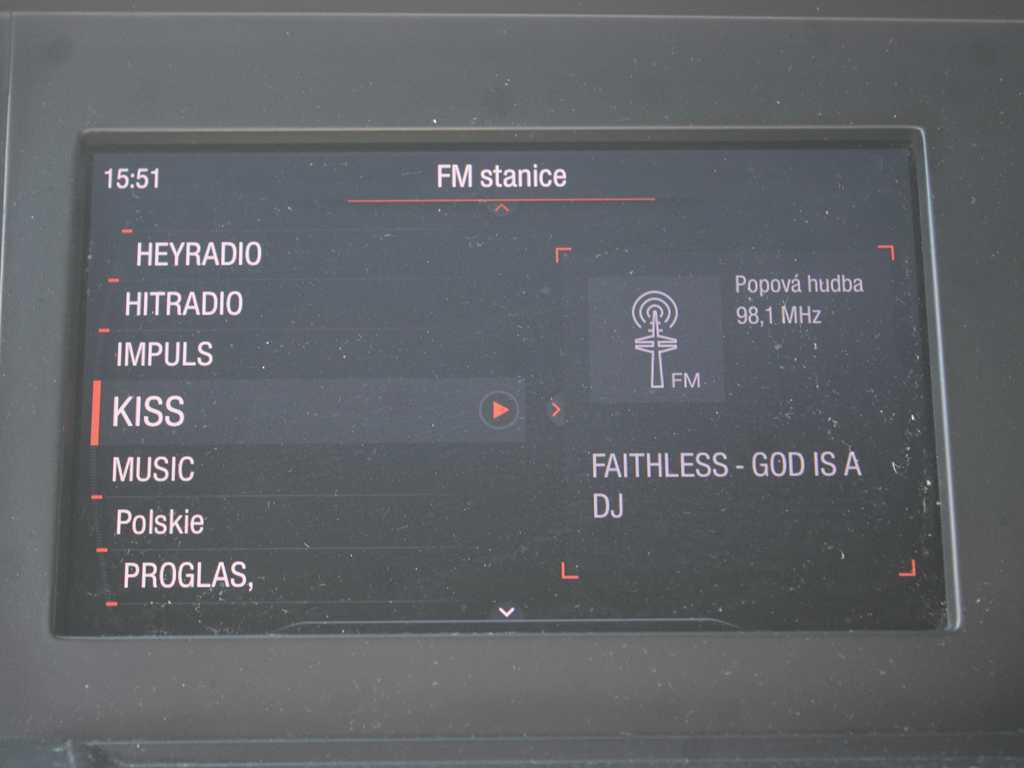 15:51
FM stanice
HEYRADIO
HITRADIO
IMPULS
KISS
MUSIC
Polskie
PROGLAS,
Popová hudba
98,1 MHz
FM
FAITHLESS - GOD IS A
DJ